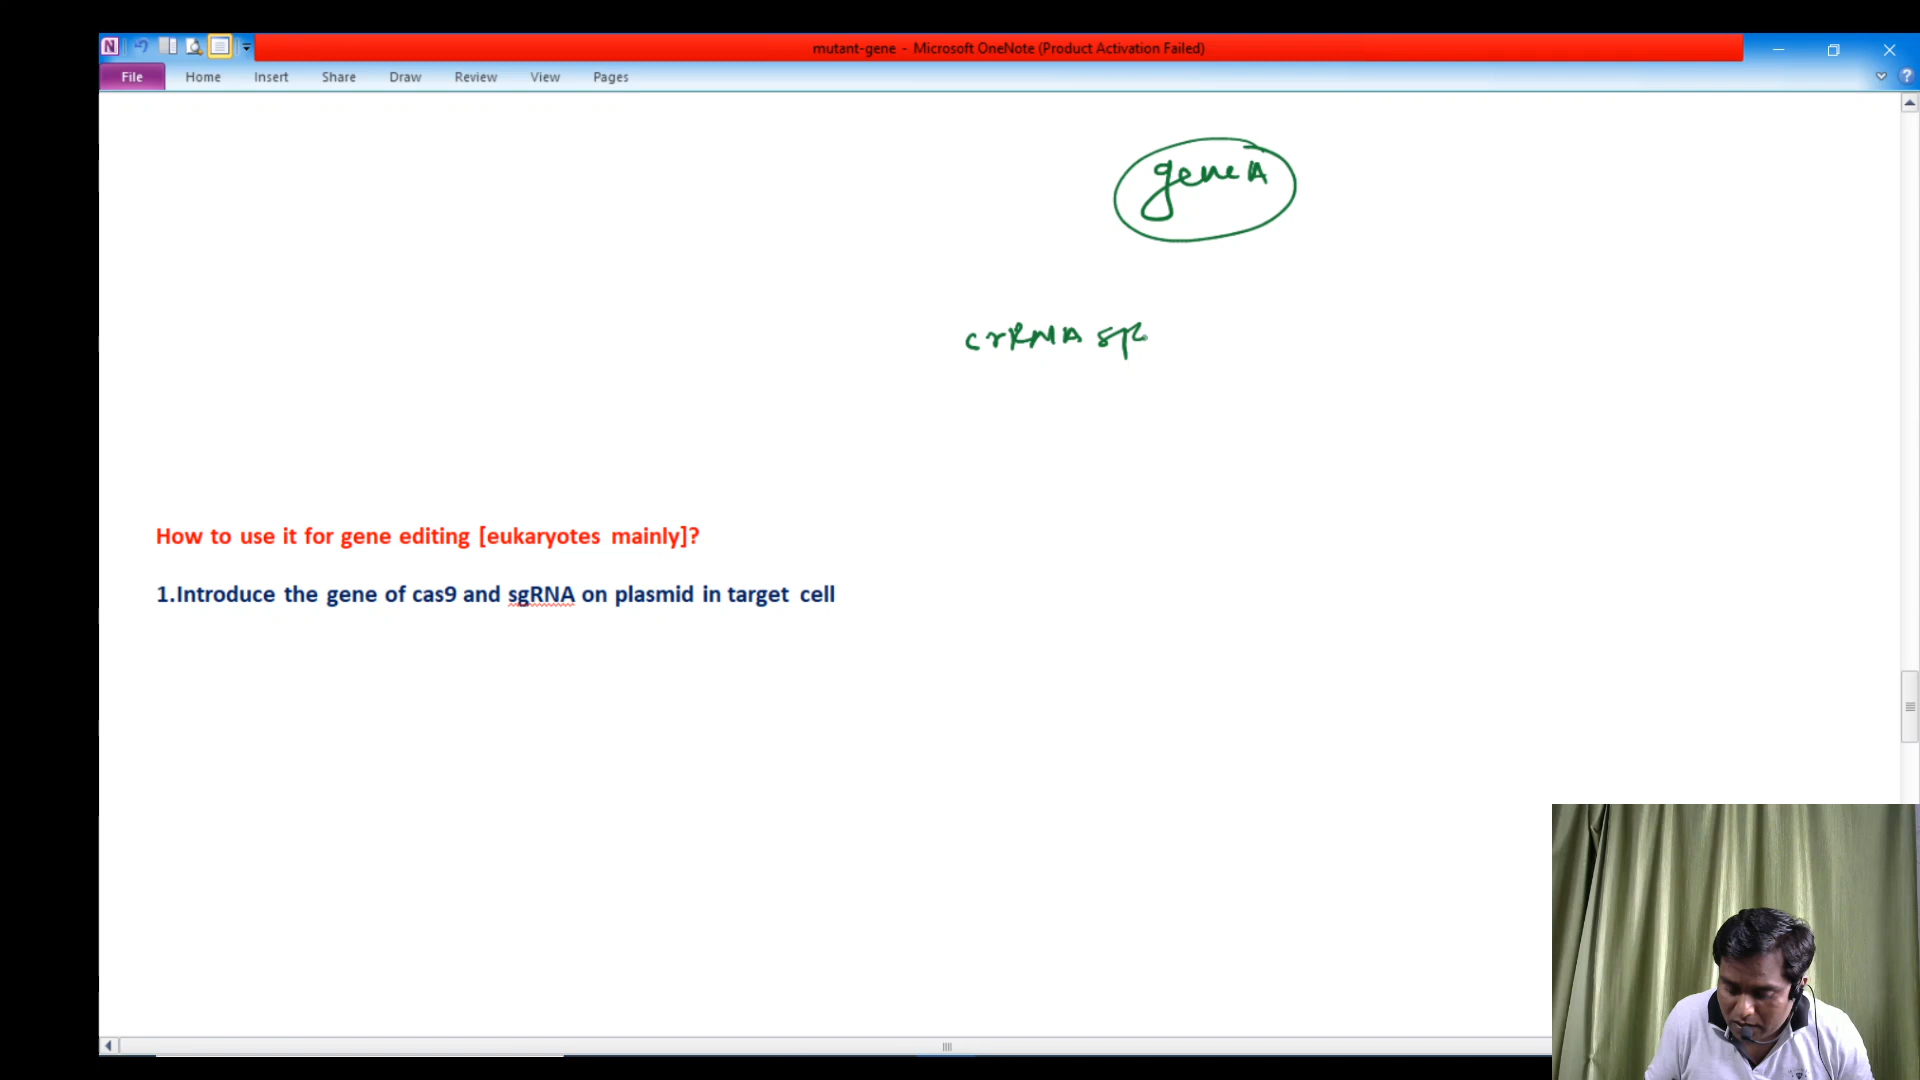 mutant-gene - Microsoft OneNote (Product Activation Failed)
File Home Insert Share Draw Review View Pages
gene A
crRNA spe
How to use it for gene editing [eukaryotes mainly]?
1.Introduce the gene of cas9 and sgRNA on plasmid in target cell